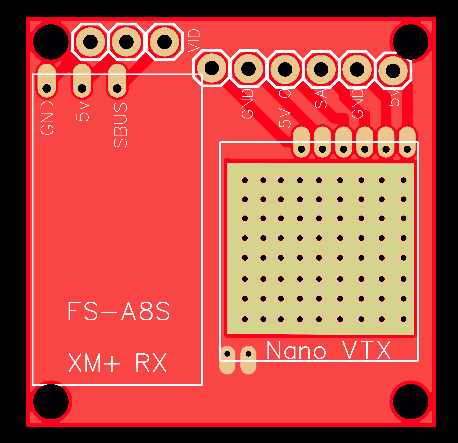 VID
GND
5V
SBUS
GND
5V O
SA
GND
5V
FS-A8S
XM+ RX
Nano VTX